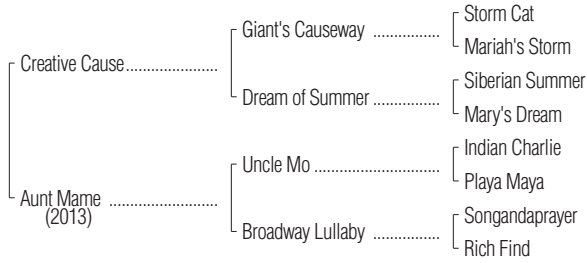 Storm Cat
Giant's Causeway ................
Mariah's Storm
Creative Cause......................
Siberian Summer
Dream of Summer ................
Mary's Dream
Indian Charlie
Uncle Mo ..............................
Playa Maya
Aunt Mame ..........................
(2013)
Songandaprayer
Broadway Lullaby ................
Rich Find